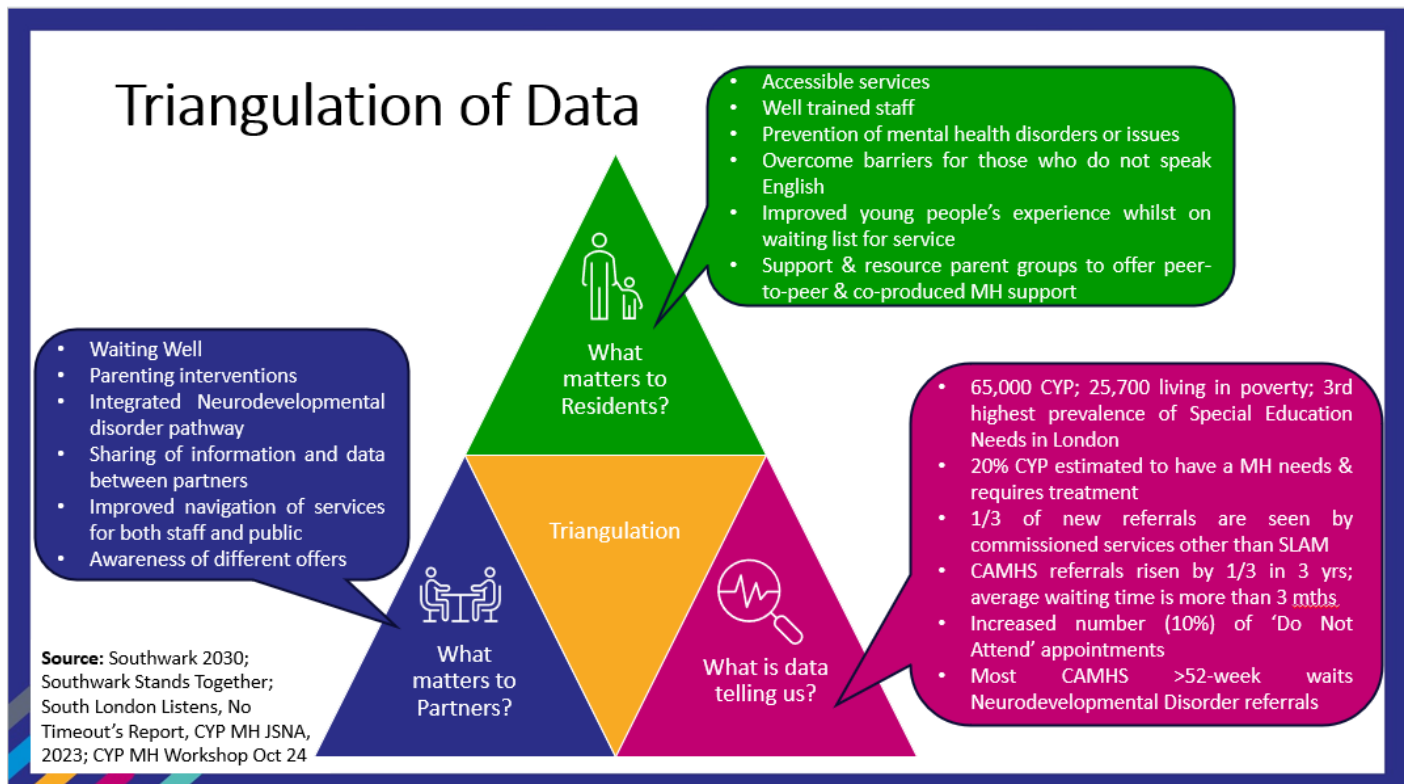 Triangulation of Data
• Accessible services
• Well trained staff
• Prevention of mental health disorders or issues
• Overcome barriers for those who do not speak
English
• Improved young people's experience whilst on
waiting list for service
• Support & resource parent groups to offer peer-
to-peer & co-produced MH support
What
matters to
Residents?
• Waiting Well
• Parenting interventions
• Integrated Neurodevelopmental
disorder pathway
• Sharing of information and data
between partners
• Improved navigation of services
for both staff and public
• Awareness of different offers
• 65,000 CYP; 25,700 living in poverty; 3rd
highest prevalence of Special Education
Needs in London
• 20% CYP estimated to have a MH needs &
requires treatment
• 1/3 of new referrals are seen by
commissioned services other than SLAM
• CAMHS referrals risen by 1/3 in 3 yrs;
average waiting time is more than 3 mths
• Increased number (10%) of 'Do Not
Attend' appointments
• Most CAMHS >52-week waits
Neurodevelopmental Disorder referrals
Triangulation
What
matters to
Partners?
What is data
telling us?
Source: Southwark 2030;
Southwark Stands Together;
South London Listens, No
Timeout's Report, CYP MH JSNA,
2023; CYP MH Workshop Oct 24